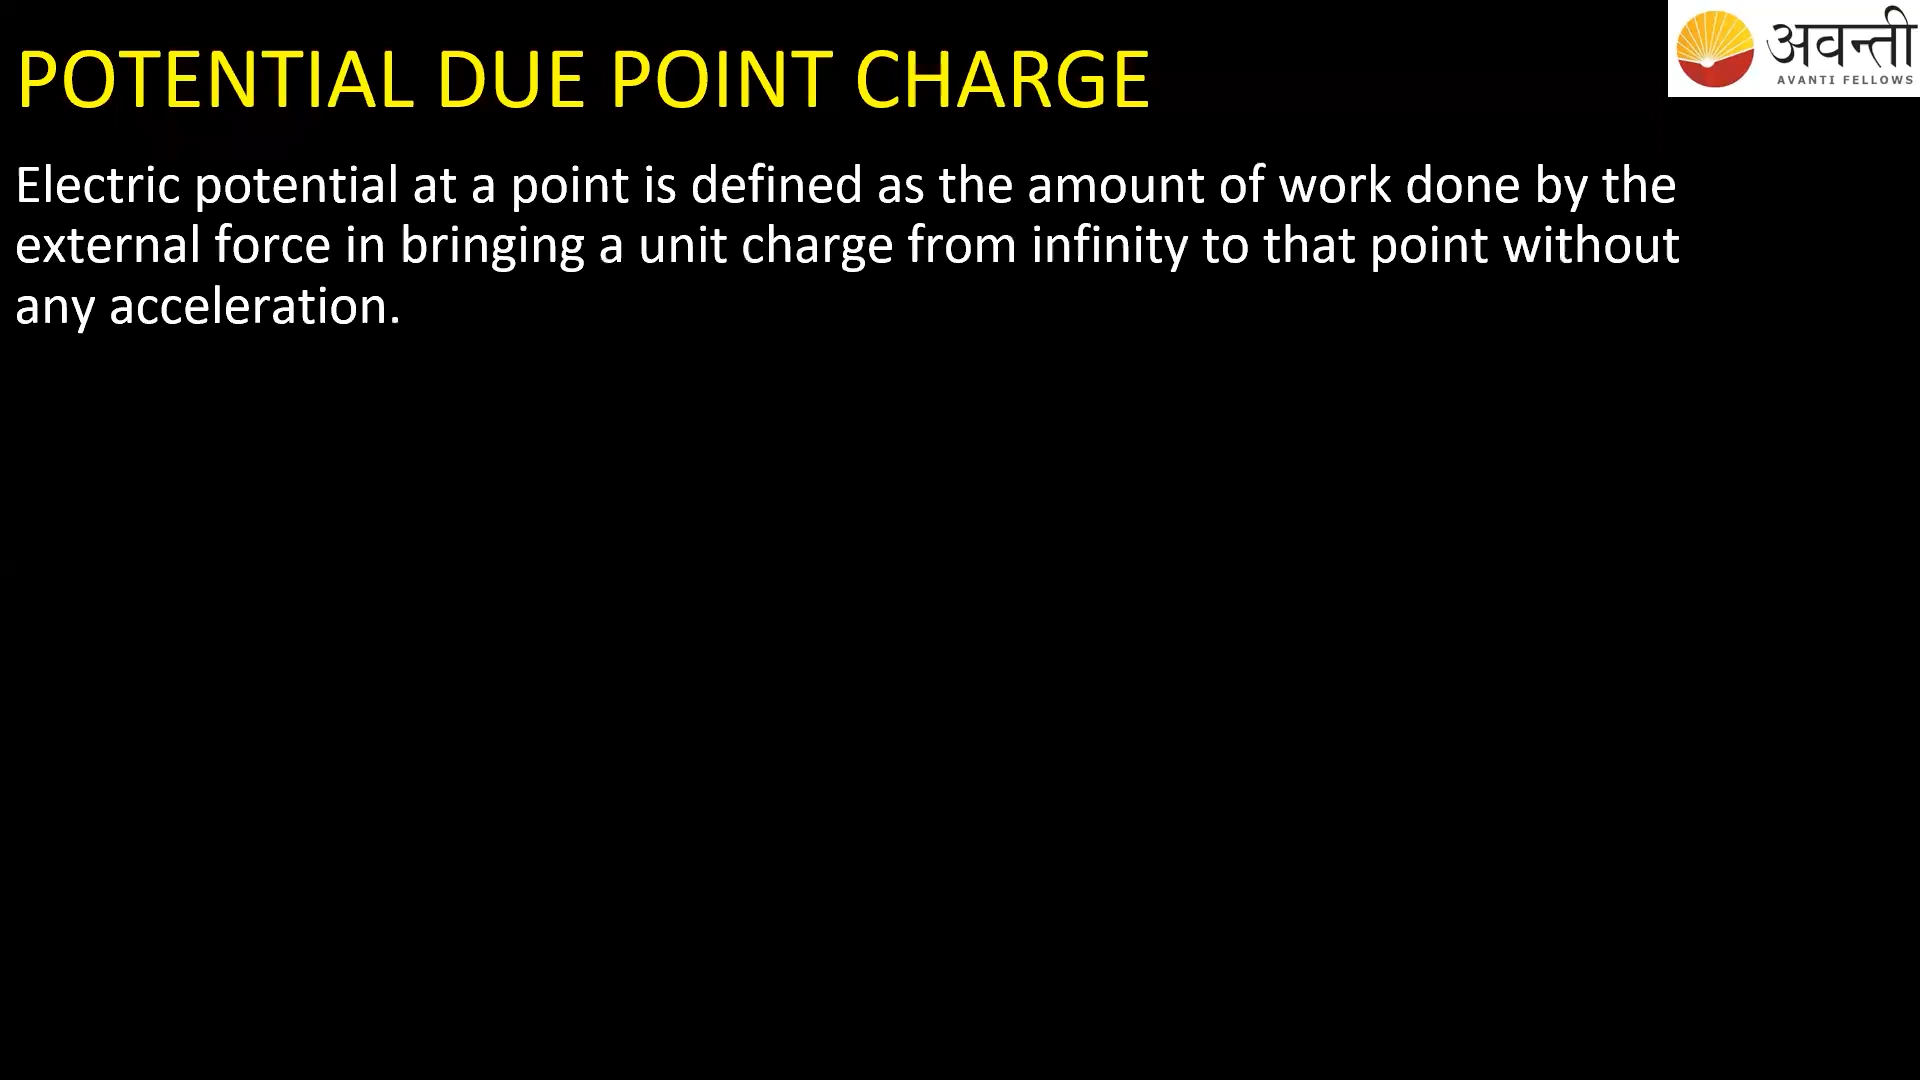 POTENTIAL DUE POINT CHARGE
अवन्ती
AVANTI FELLOWS
Electric potential at a point is defined as the amount of work done by the
external force in bringing a unit charge from infinity to that point without
any acceleration.